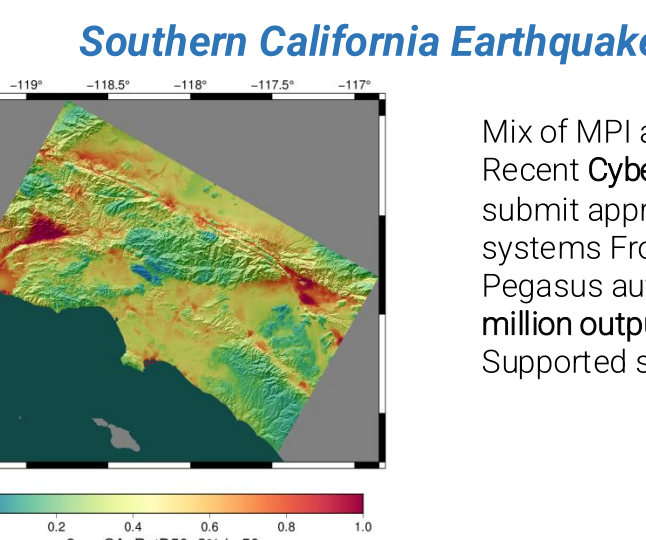 Southern California Earthquake
−119° −118.5° −118° −117.5° −117°
Mix of MPI a
Recent Cybe
submit appr
systems Fro
Pegasus au
million outpu
Supported s
0.2 0.4 0.6 0.8 1.0